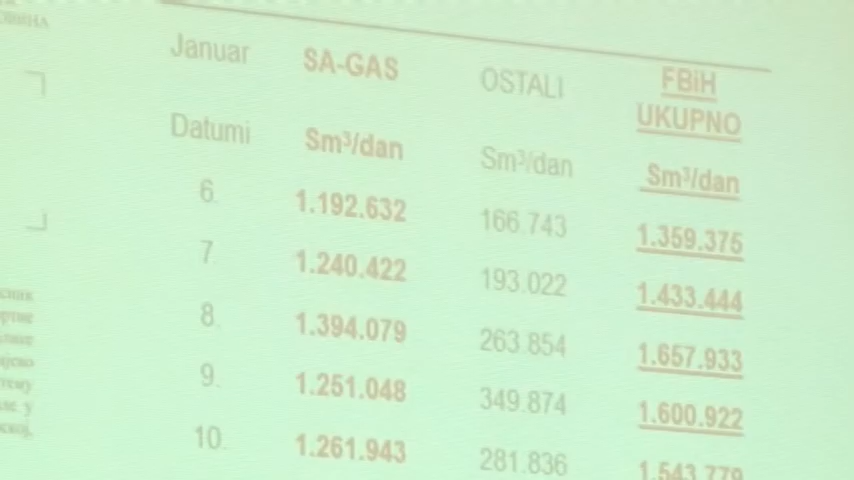 Januar SA-GAS OSTALI FBiH UKUPNO
Datumi Sm³/dan Sm³/dan Sm³/dan
6. 1.192.632 166.743 1.359.375
7 1.240.422 193.022 1.433.444
8. 1.394.079 263.854 1.657.933
9. 1.251.048 349.874 1.600.922
10. 1.261.943 281.836 1.543.779